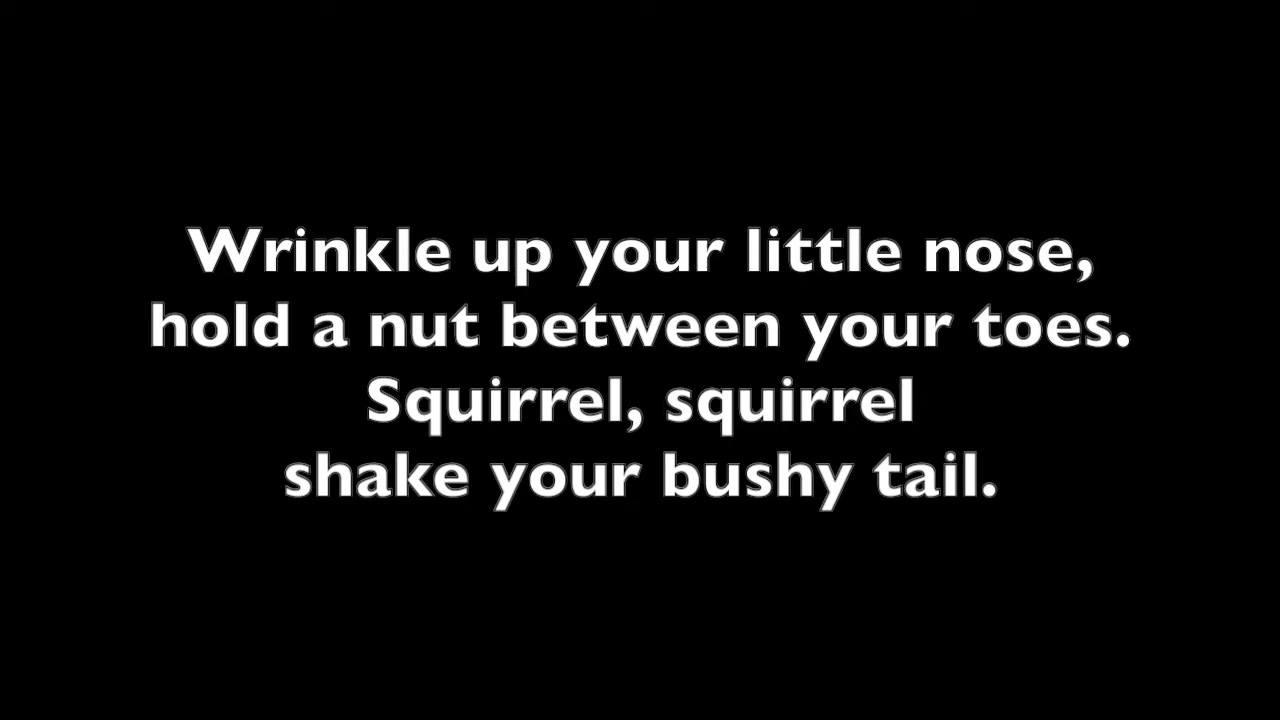 Wrinkle up your little nose,
hold a nut between your toes.
Squirrel, squirrel
shake your bushy tail.